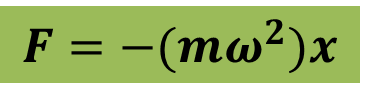 𝑭 = −(𝒎𝝎²)𝒙